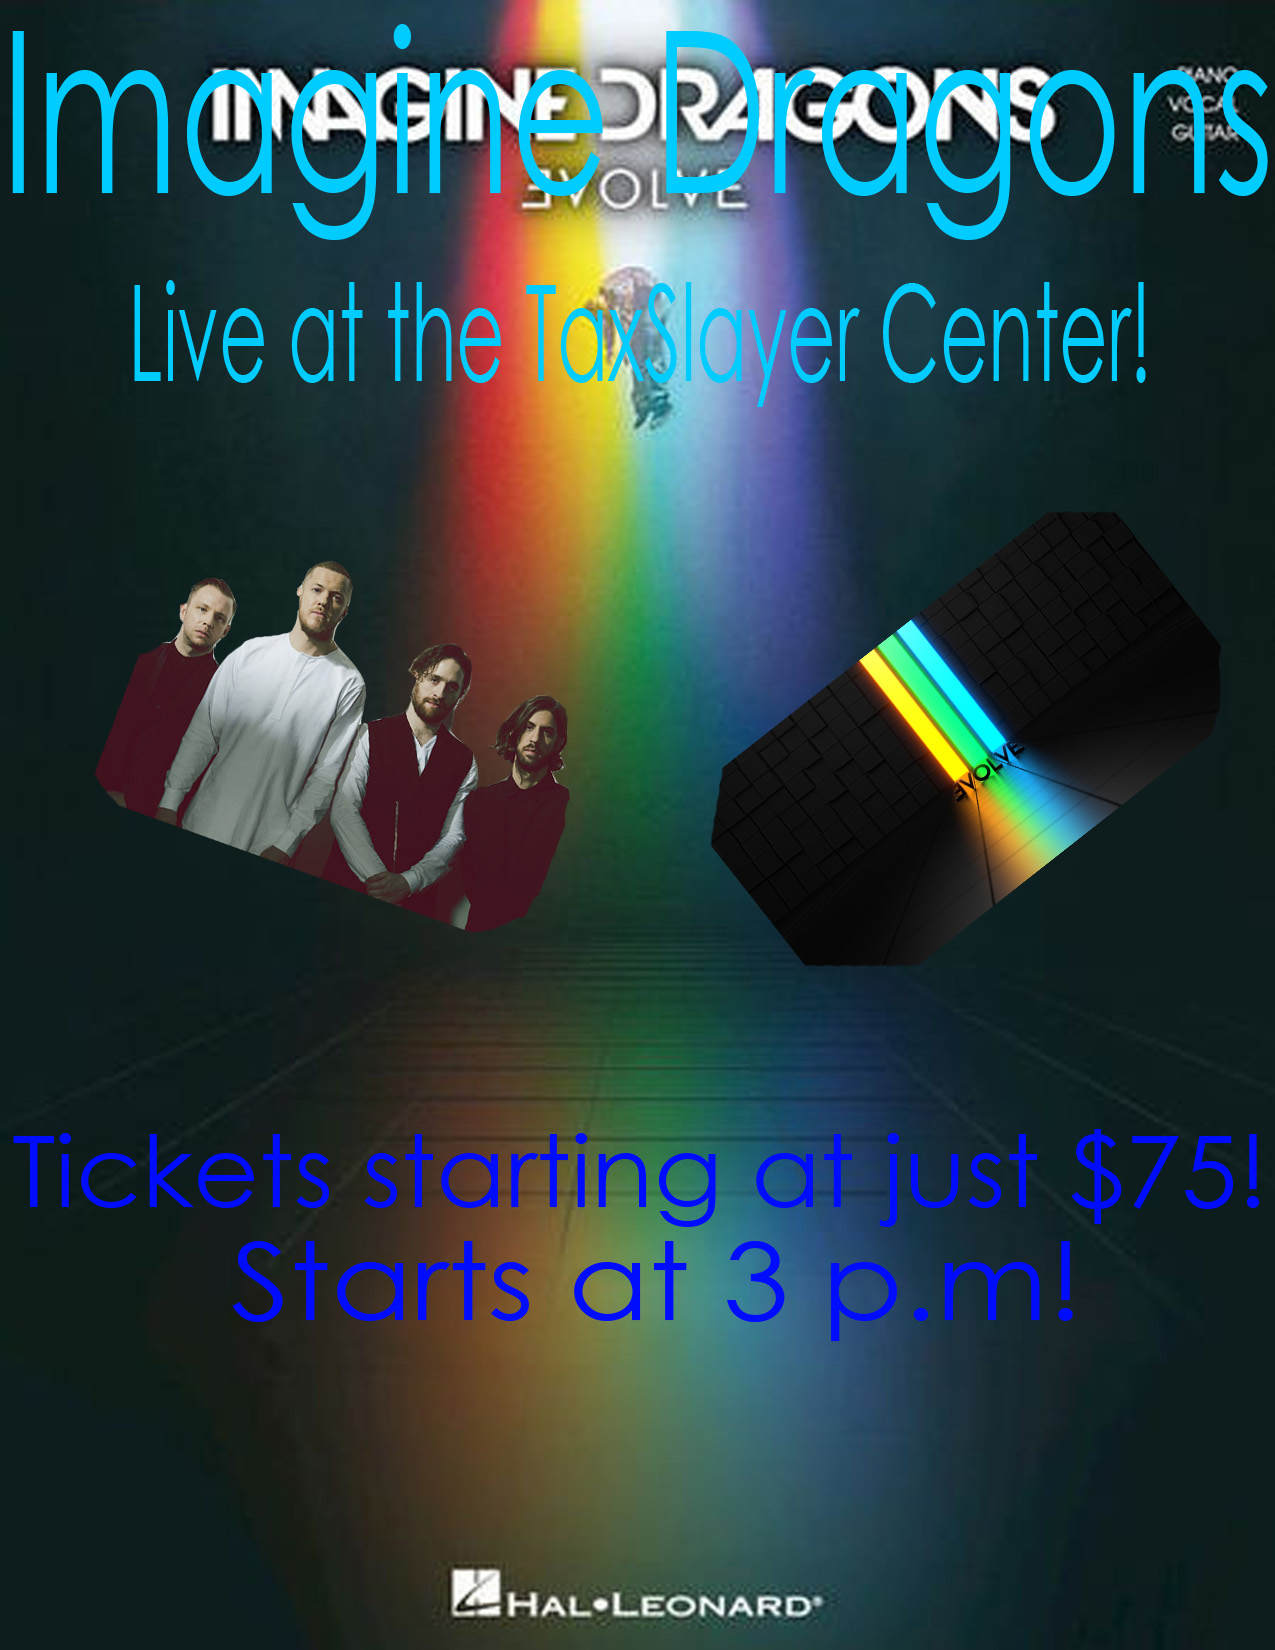 Imagine Dragons
IMAGINE DRAGONS
PIANO
VOCAL
GUITAR
EVOLVE
Live at the TaxSlayer Center!
EVOLVE
Tickets starting at just $75!
Starts at 3 p.m!
HAL•LEONARD®